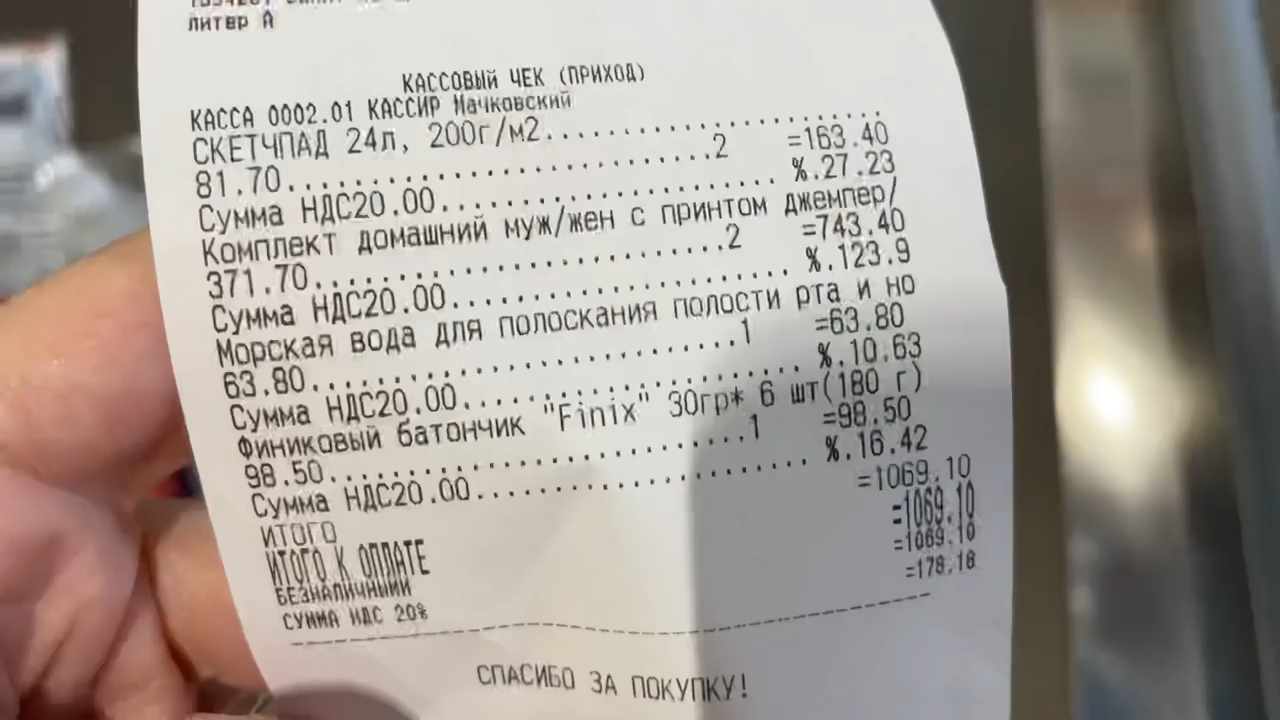 литер А
КАССОВЫЙ ЧЕК (ПРИХОД)
КАССА 0002.01 КАССИР Мачковский
СКЕТЧПАД 24л, 200г/м2
81.70 2 =163.40
Сумма НДС20.00 %.27.23
Комплект домашний муж/жен с принтом джемпер/
371.70 2 =743.40
Сумма НДС20.00 %.123.9
Морская вода для полоскания полости рта и но
63.80 1 =63.80
Сумма НДС20.00 %.10.63
Финиковый батончик "Finix" 30гр* 6 шт(180 г)
98.50 1 =98.50
Сумма НДС20.00 %.16.42
ИТОГО =1069.10
ИТОГО К ОПЛАТЕ =1069.10
БЕЗНАЛИЧНЫМИ =1069.10
СУММА НДС 20% =178.18
СПАСИБО ЗА ПОКУПКУ!